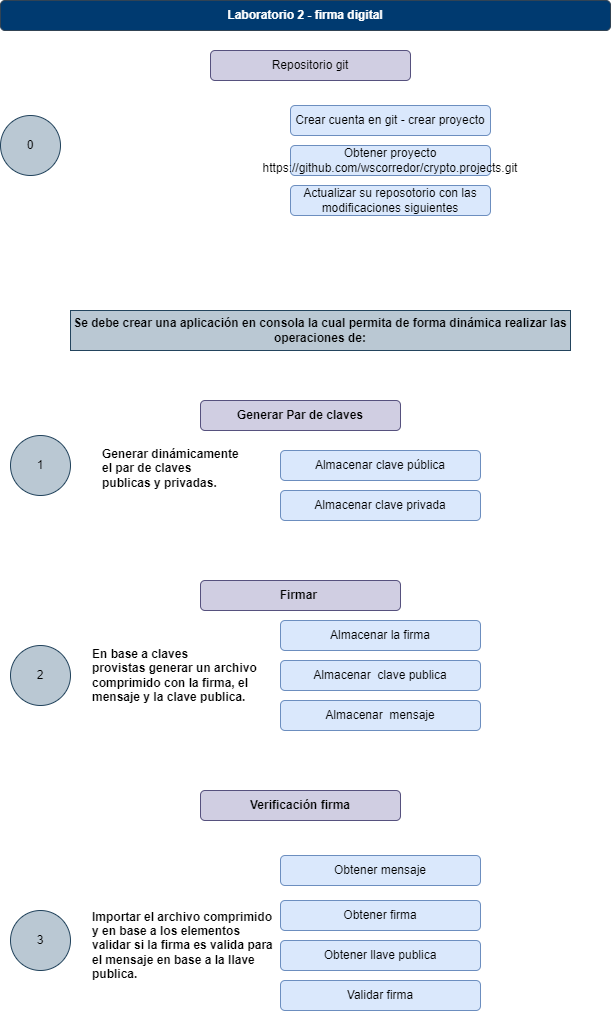 Laboratorio 2 - firma digital
Repositorio git
0
Crear cuenta en git - crear proyecto
Obtener proyecto
https://github.com/wscorredor/crypto.projects.git
Actualizar su reposotorio con las
modificaciones siguientes
Se debe crear una aplicación en consola la cual permita de forma dinámica realizar las
operaciones de:
Generar Par de claves
1
Generar dinámicamente
el par de claves
publicas y privadas.
Almacenar clave pública
Almacenar clave privada
Firmar
2
En base a claves
provistas generar un archivo
comprimido con la firma, el
mensaje y la clave publica.
Almacenar la firma
Almacenar  clave publica
Almacenar  mensaje
Verificación firma
3
Importar el archivo comprimido
y en base a los elementos
validar si la firma es valida para
el mensaje en base a la llave
publica.
Obtener mensaje
Obtener firma
Obtener llave publica
Validar firma